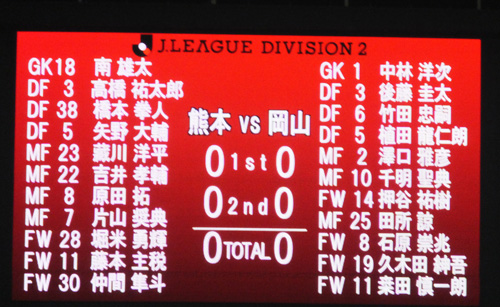 J.LEAGUE DIVISION 2
GK 18 南 雄太
DF 3 高橋 祐太郎
DF 38 橋本 拳人
DF 5 矢野 大輔
MF 23 藏川 洋平
MF 22 吉井 孝輔
MF 8 原田 拓
MF 7 片山 奨典
FW 28 堀米 勇輝
FW 11 藤本 主税
FW 30 仲間 隼斗
熊本 vs 岡山
0 1st 0
0 2nd 0
0 TOTAL 0
GK 1 中林 洋次
DF 3 後藤 圭太
DF 6 竹田 忠嗣
DF 5 植田 龍仁朗
MF 2 澤口 雅彦
MF 10 千明 聖典
FW 14 押谷 祐樹
MF 25 田所 諒
FW 8 石原 崇兆
FW 19 久木田 紳吾
FW 11 桒田 慎一朗